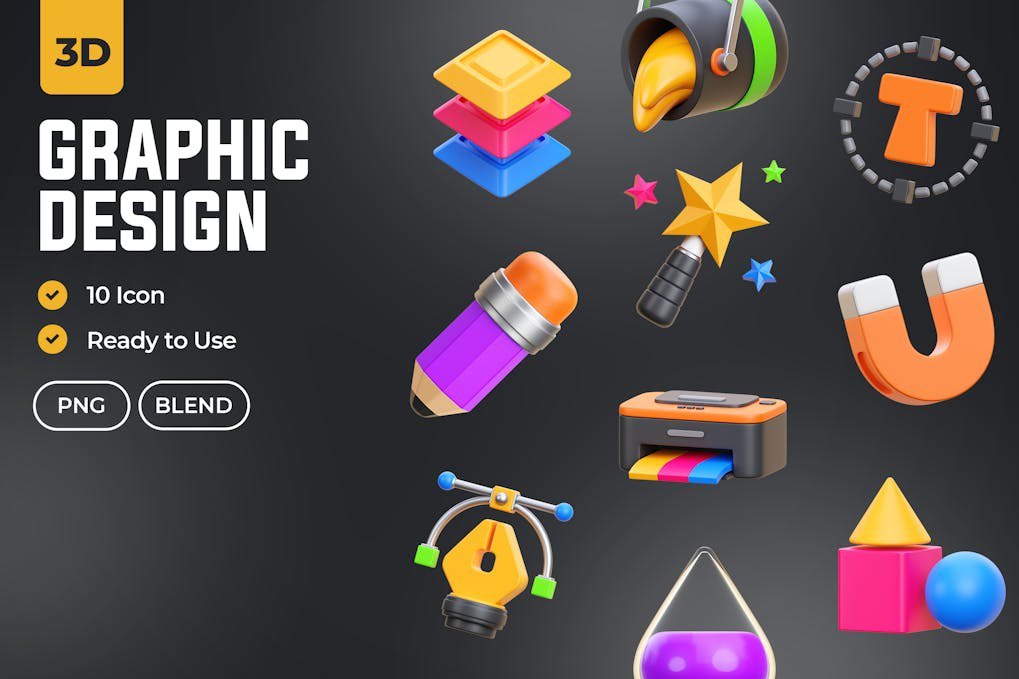 3D
GRAPHIC
DESIGN
10 Icon
Ready to Use
PNG
BLEND
T